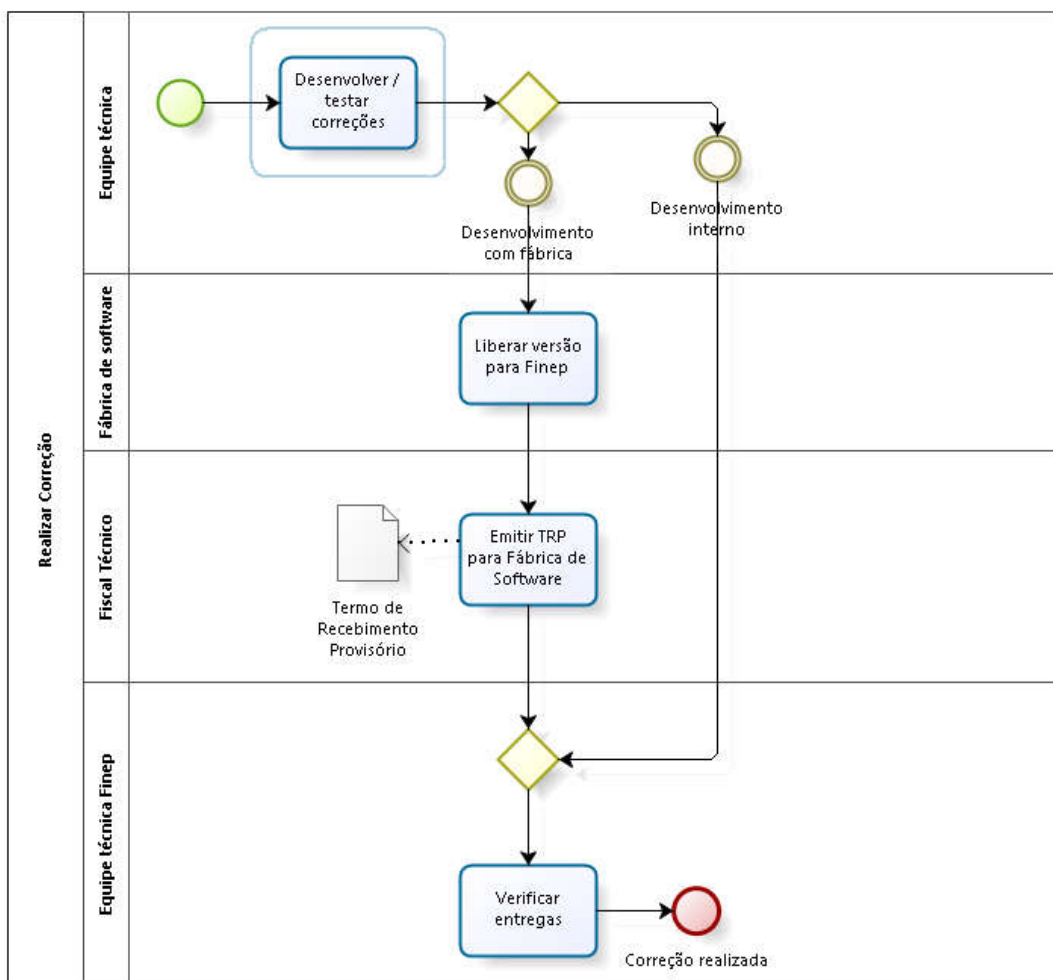 Realizar Correção
Equipe técnica
Desenvolver /
testar
correções
Desenvolvimento
com fábrica
Desenvolvimento
interno
Fábrica de software
Liberar versão
para Finep
Fiscal Técnico
Emitir TRP
para Fábrica de
Software
Termo de
Recebimento
Provisório
Equipe técnica Finep
Verificar
entregas
Correção realizada